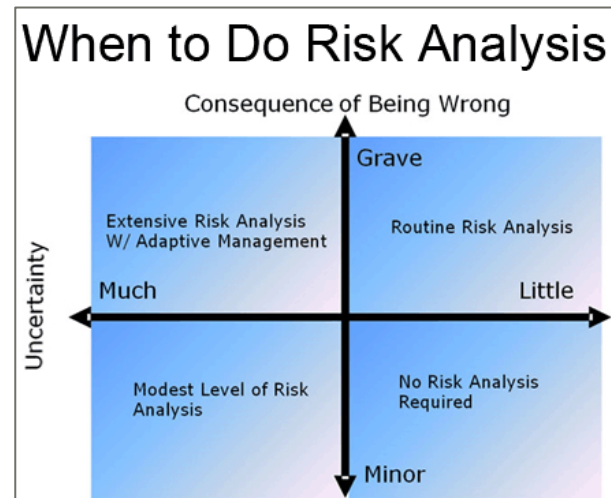 When to Do Risk Analysis
Consequence of Being Wrong
Grave
Extensive Risk Analysis
W/ Adaptive Management
Routine Risk Analysis
Much
Little
Uncertainty
Modest Level of Risk
Analysis
No Risk Analysis
Required
Minor